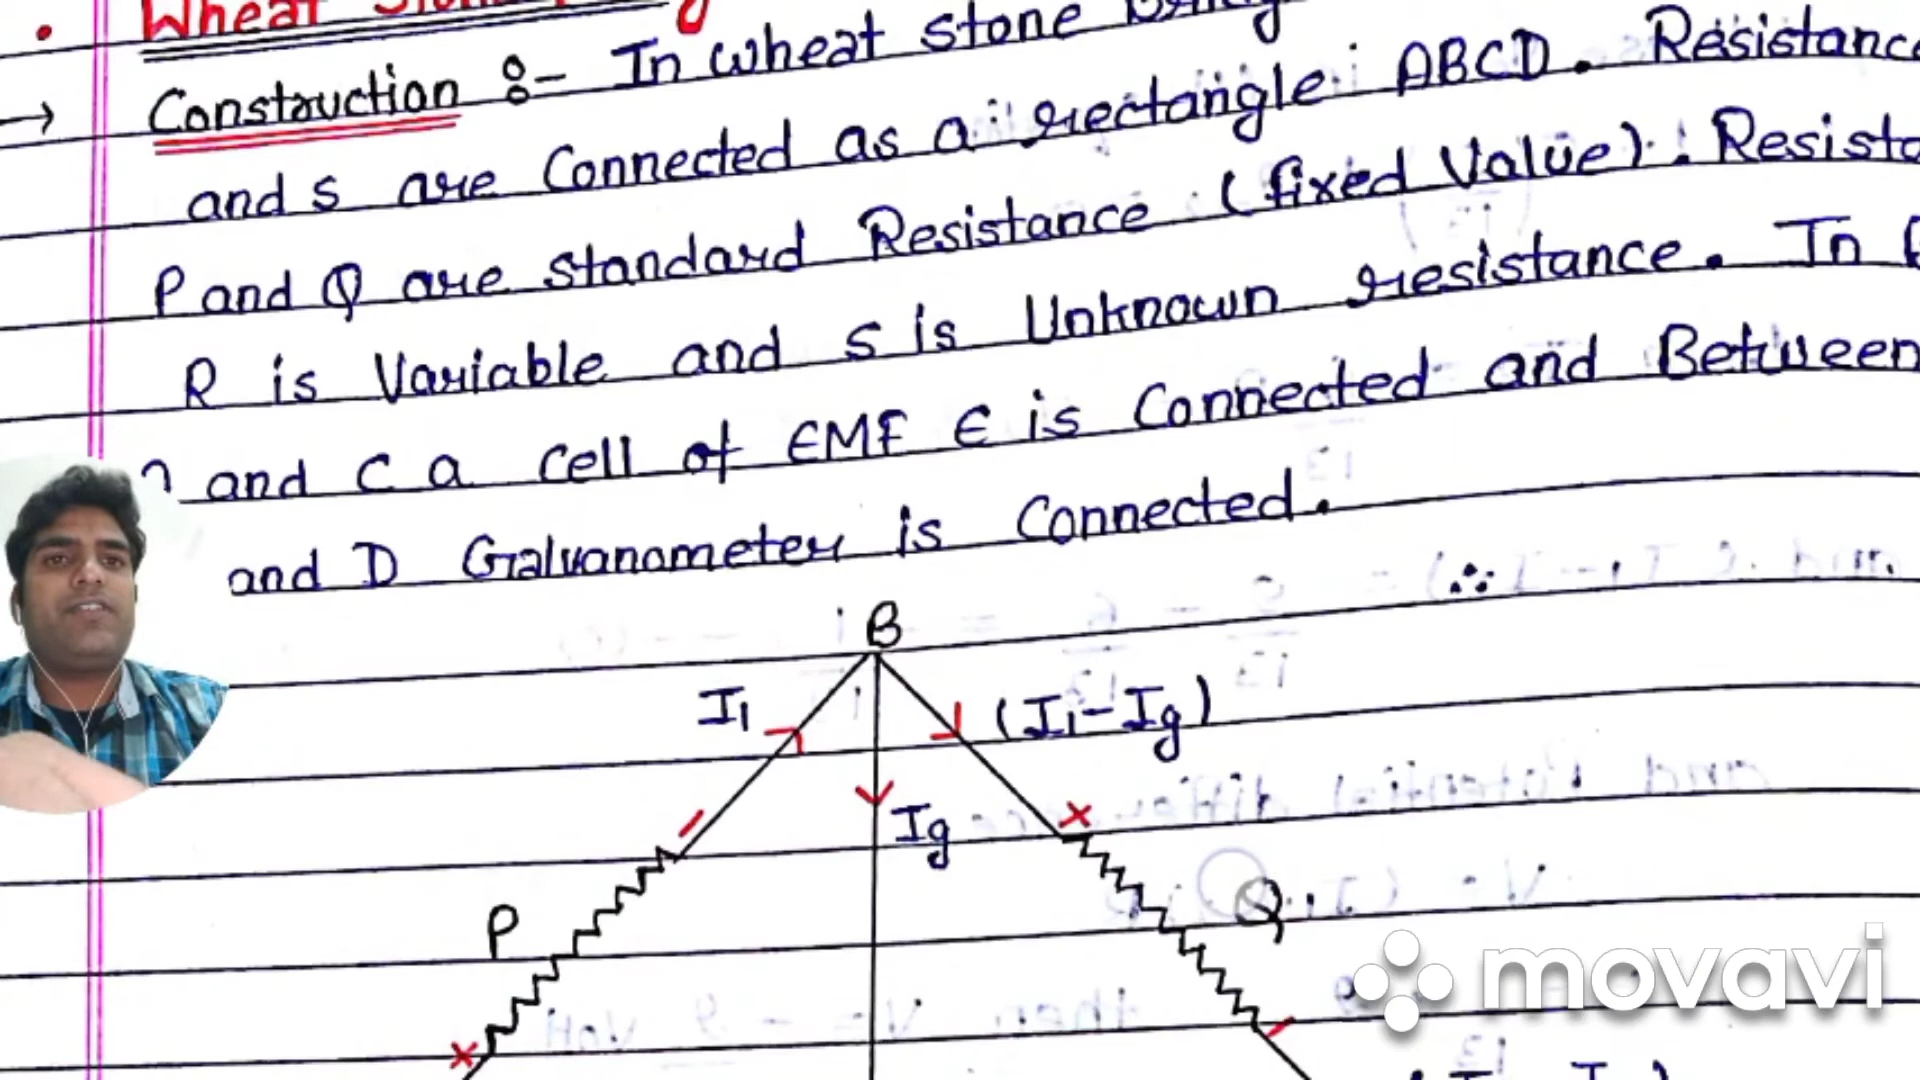 Wheat
Construction :- In wheat stone
and S are Connected as a rectangle ABCD. Resistance
P and Q are Standard Resistance (fixed Value). Resista
R is Variable and S is Unknown resistance. In
and C a Cell of EMF E is Connected and Between
and D Galvanometer is Connected.
B
I1
(I1-Ig)
Ig
P
Q
movavi